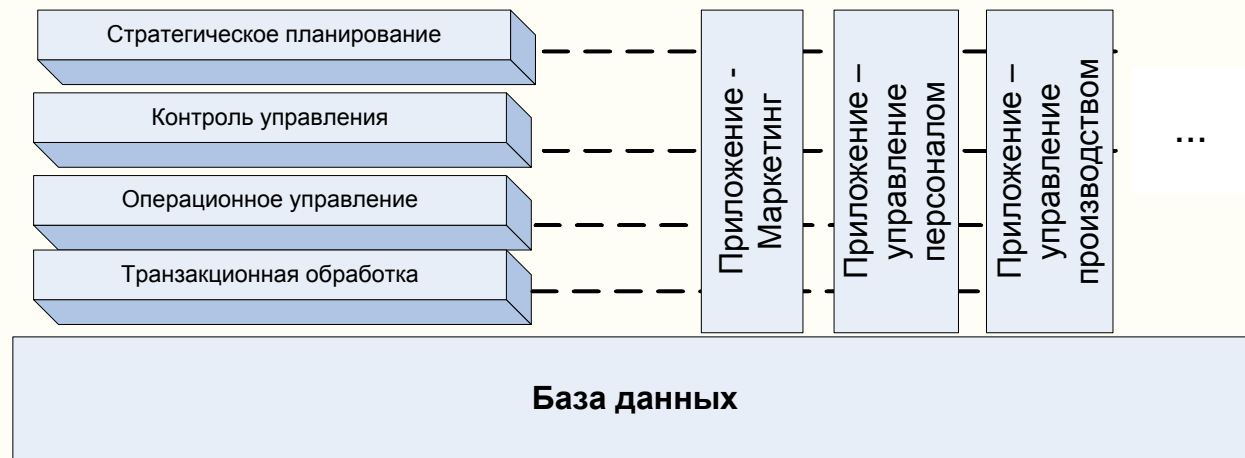 Стратегическое планирование
Контроль управления
Операционное управление
Транзакционная обработка
Приложение -
Маркетинг
Приложение –
управление
персоналом
Приложение –
управление
производством
...
База данных